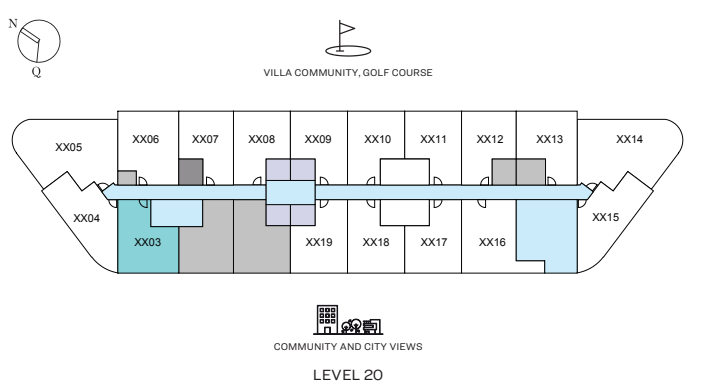 N
Q
VILLA COMMUNITY, GOLF COURSE
XX05
XX06
XX07
XX08
XX09
XX10
XX11
XX12
XX13
XX14
XX04
XX03
XX19
XX18
XX17
XX16
XX15
COMMUNITY AND CITY VIEWS
LEVEL 20